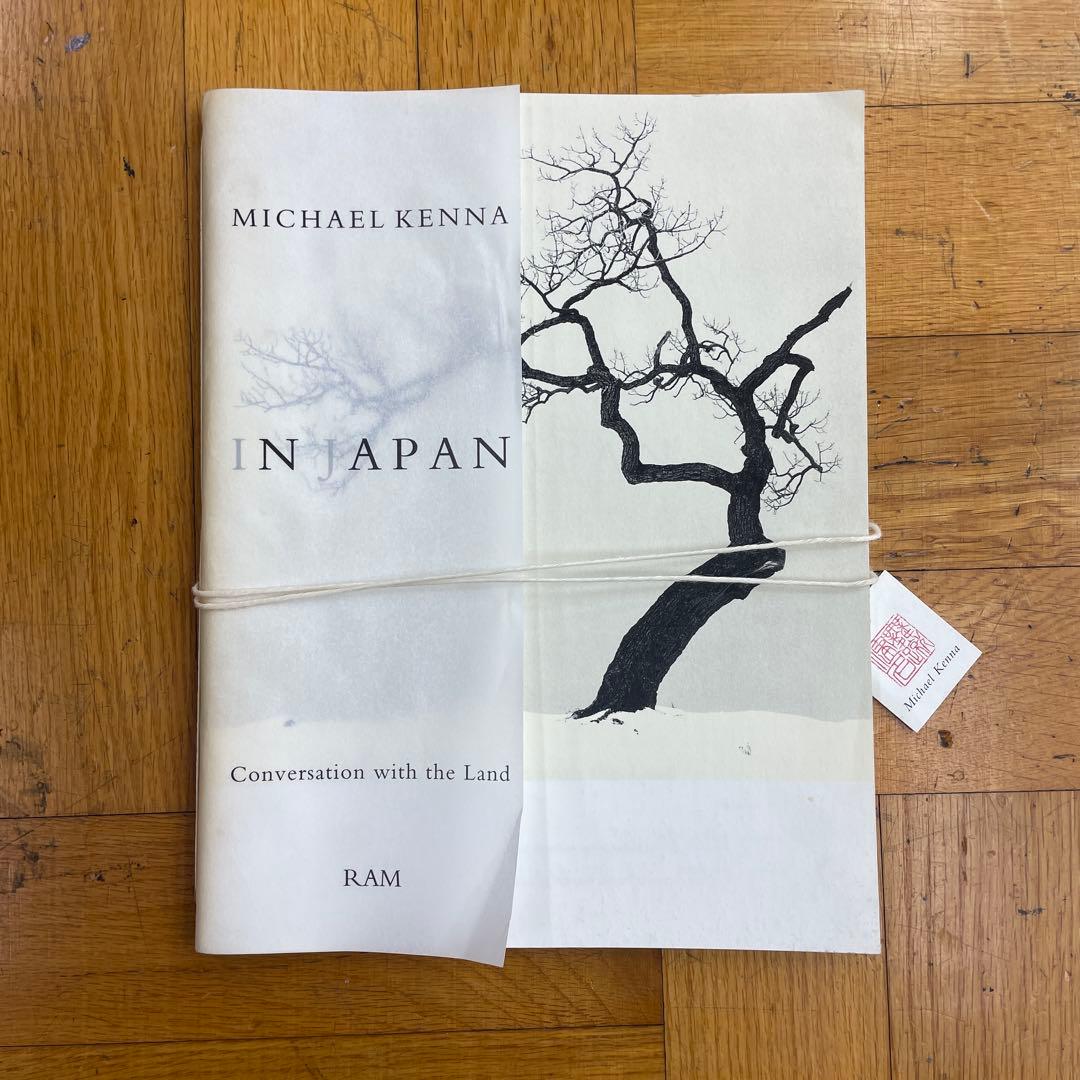 MICHAEL KENNA
IN JAPAN
Conversation with the Land
RAM
Michael Kenna